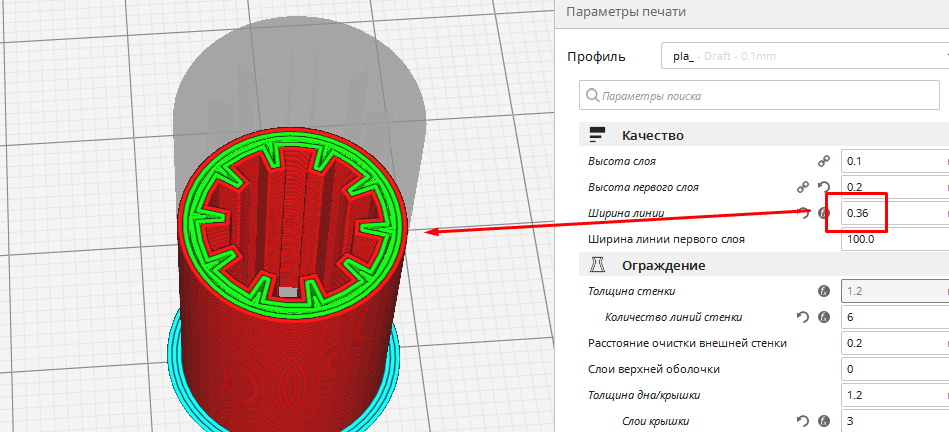 Параметры печати
Профиль
pla_ - Draft - 0.1mm
Параметры поиска
Качество
Высота слоя 0.1
Высота первого слоя 0.2
Ширина линии 0.36
Ширина линии первого слоя 100.0
Ограждение
Толщина стенки 1.2
Количество линий стенки 6
Расстояние очистки внешней стенки 0.2
Слои верхней оболочки 0
Толщина дна/крышки 1.2
Слои крышки 3